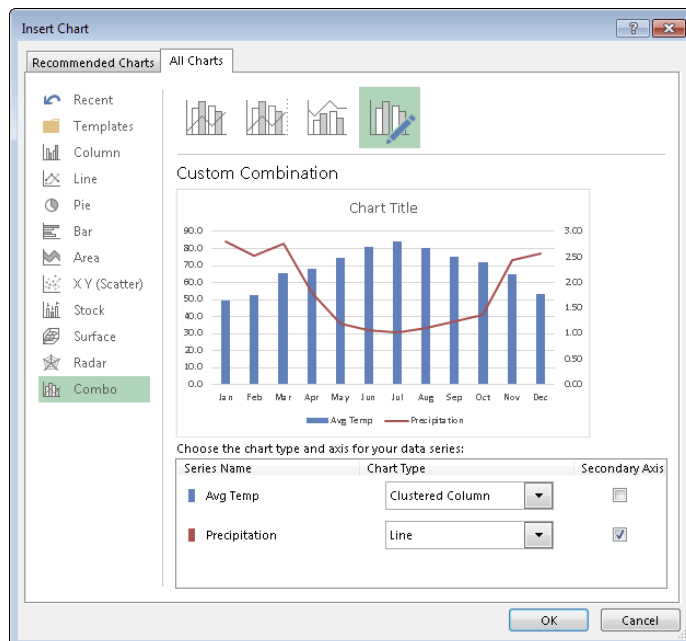 Insert Chart
Recommended Charts
All Charts
Recent
Templates
Column
Line
Pie
Bar
Area
X Y (Scatter)
Stock
Surface
Radar
Combo
Custom Combination
Chart Title
90.0
80.0
70.0
60.0
50.0
40.0
30.0
20.0
10.0
0.0
3.00
2.50
2.00
1.50
1.00
0.50
0.00
Jan Feb Mar Apr May Jun Jul Aug Sep Oct Nov Dec
Avg Temp Precipitation
Choose the chart type and axis for your data series:
Series Name Chart Type Secondary Axis
Avg Temp Clustered Column
Precipitation Line
OK Cancel